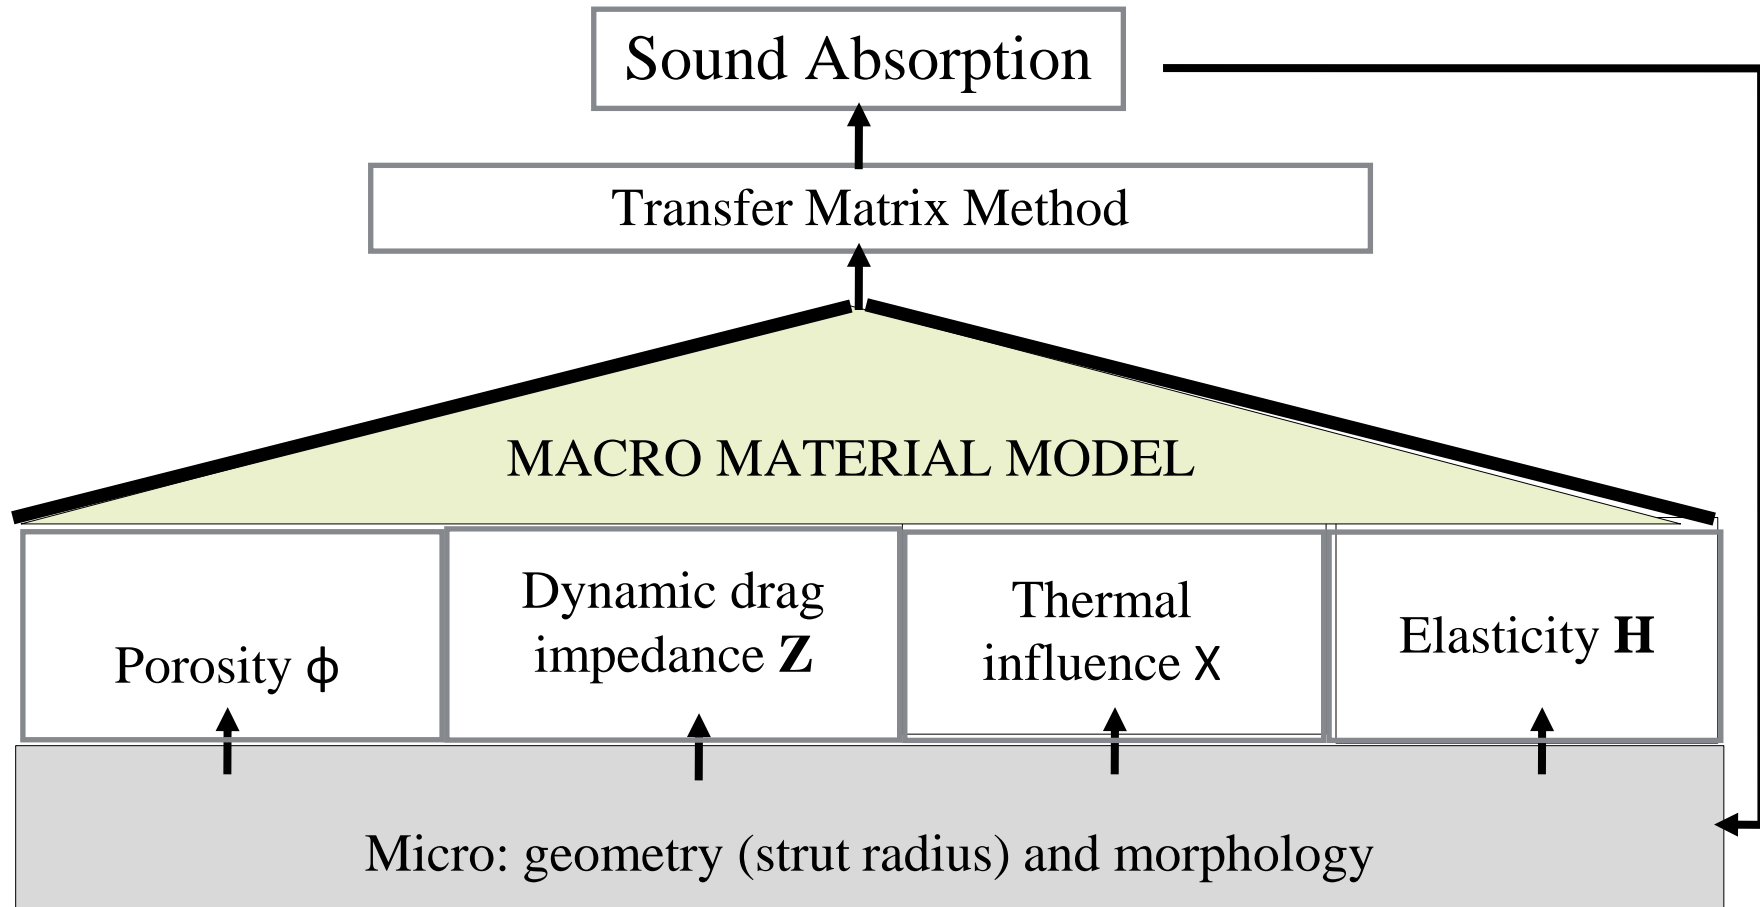 Sound Absorption
Transfer Matrix Method
MACRO MATERIAL MODEL
Porosity ϕ
Dynamic drag
impedance Z
Thermal
influence X
Elasticity H
Micro: geometry (strut radius) and morphology